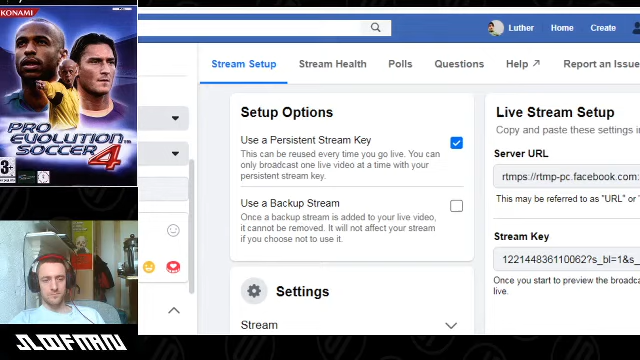 KONAMI
PRO
EVOLUTION
SOCCER 4
3+
Luther
Home
Create
Stream Setup
Stream Health
Polls
Questions
Help
Report an Issue
Setup Options
Use a Persistent Stream Key
This can be reused every time you go live. You can
only broadcast one live video at a time with your
persistent stream key.
Use a Backup Stream
Once a backup stream is added to your live video,
it cannot be removed. It will not affect your stream
if you choose not to use it.
Settings
Stream
Live Stream Setup
Copy and paste these settings in
Server URL
rtmps://rtmp-pc.facebook.com:
This may be referred to as "URL" or "
Stream Key
122144836110062?s_bl=1&s_
Once you start to preview the broadca
live.
SLOOFMAN